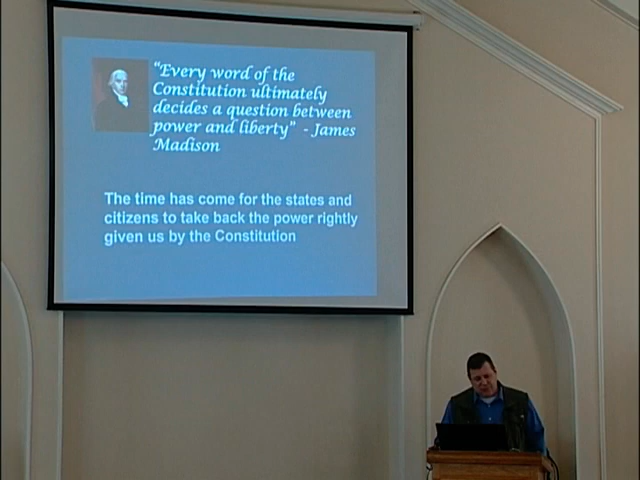 "Every word of the
Constitution ultimately
decides a question between
power and liberty" - James
Madison
The time has come for the states and
citizens to take back the power rightly
given us by the Constitution